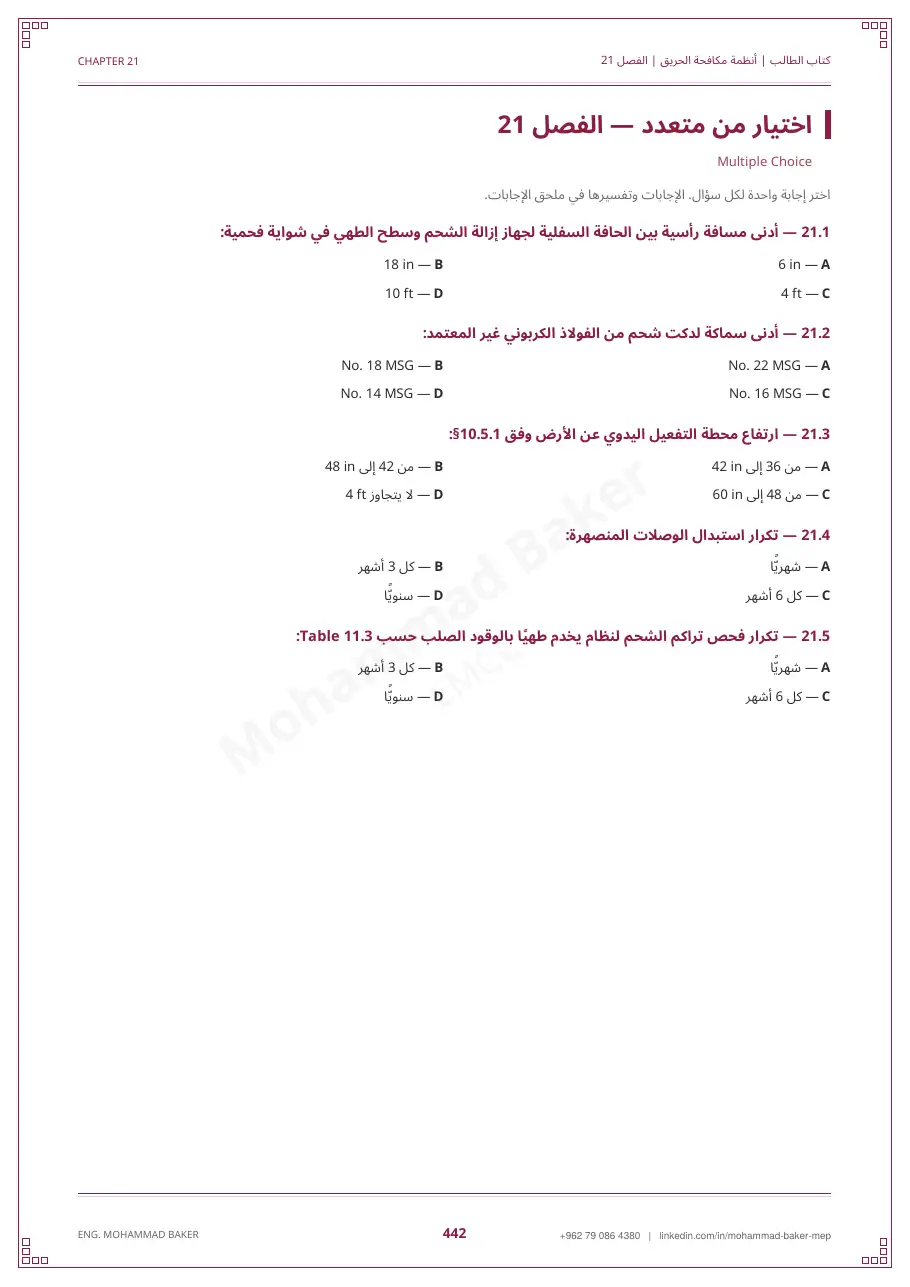 كتاب الطالب | أنظمة مكافحة الحريق | الفصل 21
CHAPTER 21
اختيار من متعدد — الفصل 21
Multiple Choice
اختر إجابة واحدة لكل سؤال. الإجابات وتفسيرها في ملحق الإجابات.
21.1 — أدنى مسافة رأسية بين الحافة السفلية لجهاز إزالة الشحم وسطح الطهي في شواية فحمية:
A — 6 in
B — 18 in
C — 4 ft
D — 10 ft
21.2 — أدنى سماكة لدكت شحم من الفولاذ الكربوني غير المعتمد:
A — No. 22 MSG
B — No. 18 MSG
C — No. 16 MSG
D — No. 14 MSG
21.3 — ارتفاع محطة التفعيل اليدوي عن الأرض وفق §10.5.1:
A — من 36 إلى 42 in
B — من 42 إلى 48 in
C — من 48 إلى 60 in
D — لا يتجاوز 4 ft
21.4 — تكرار استبدال الوصلات المنصهرة:
A — شهريًّا
B — كل 3 أشهر
C — كل 6 أشهر
D — سنويًّا
21.5 — تكرار فحص تراكم الشحم لنظام يخدم طهيًا بالوقود الصلب حسب Table 11.3:
A — شهريًّا
B — كل 3 أشهر
C — كل 6 أشهر
D — سنويًّا
Mohammad Baker
ENG. MOHAMMAD BAKER
442
+962 79 086 4380 | linkedin.com/in/mohammad-baker-mep